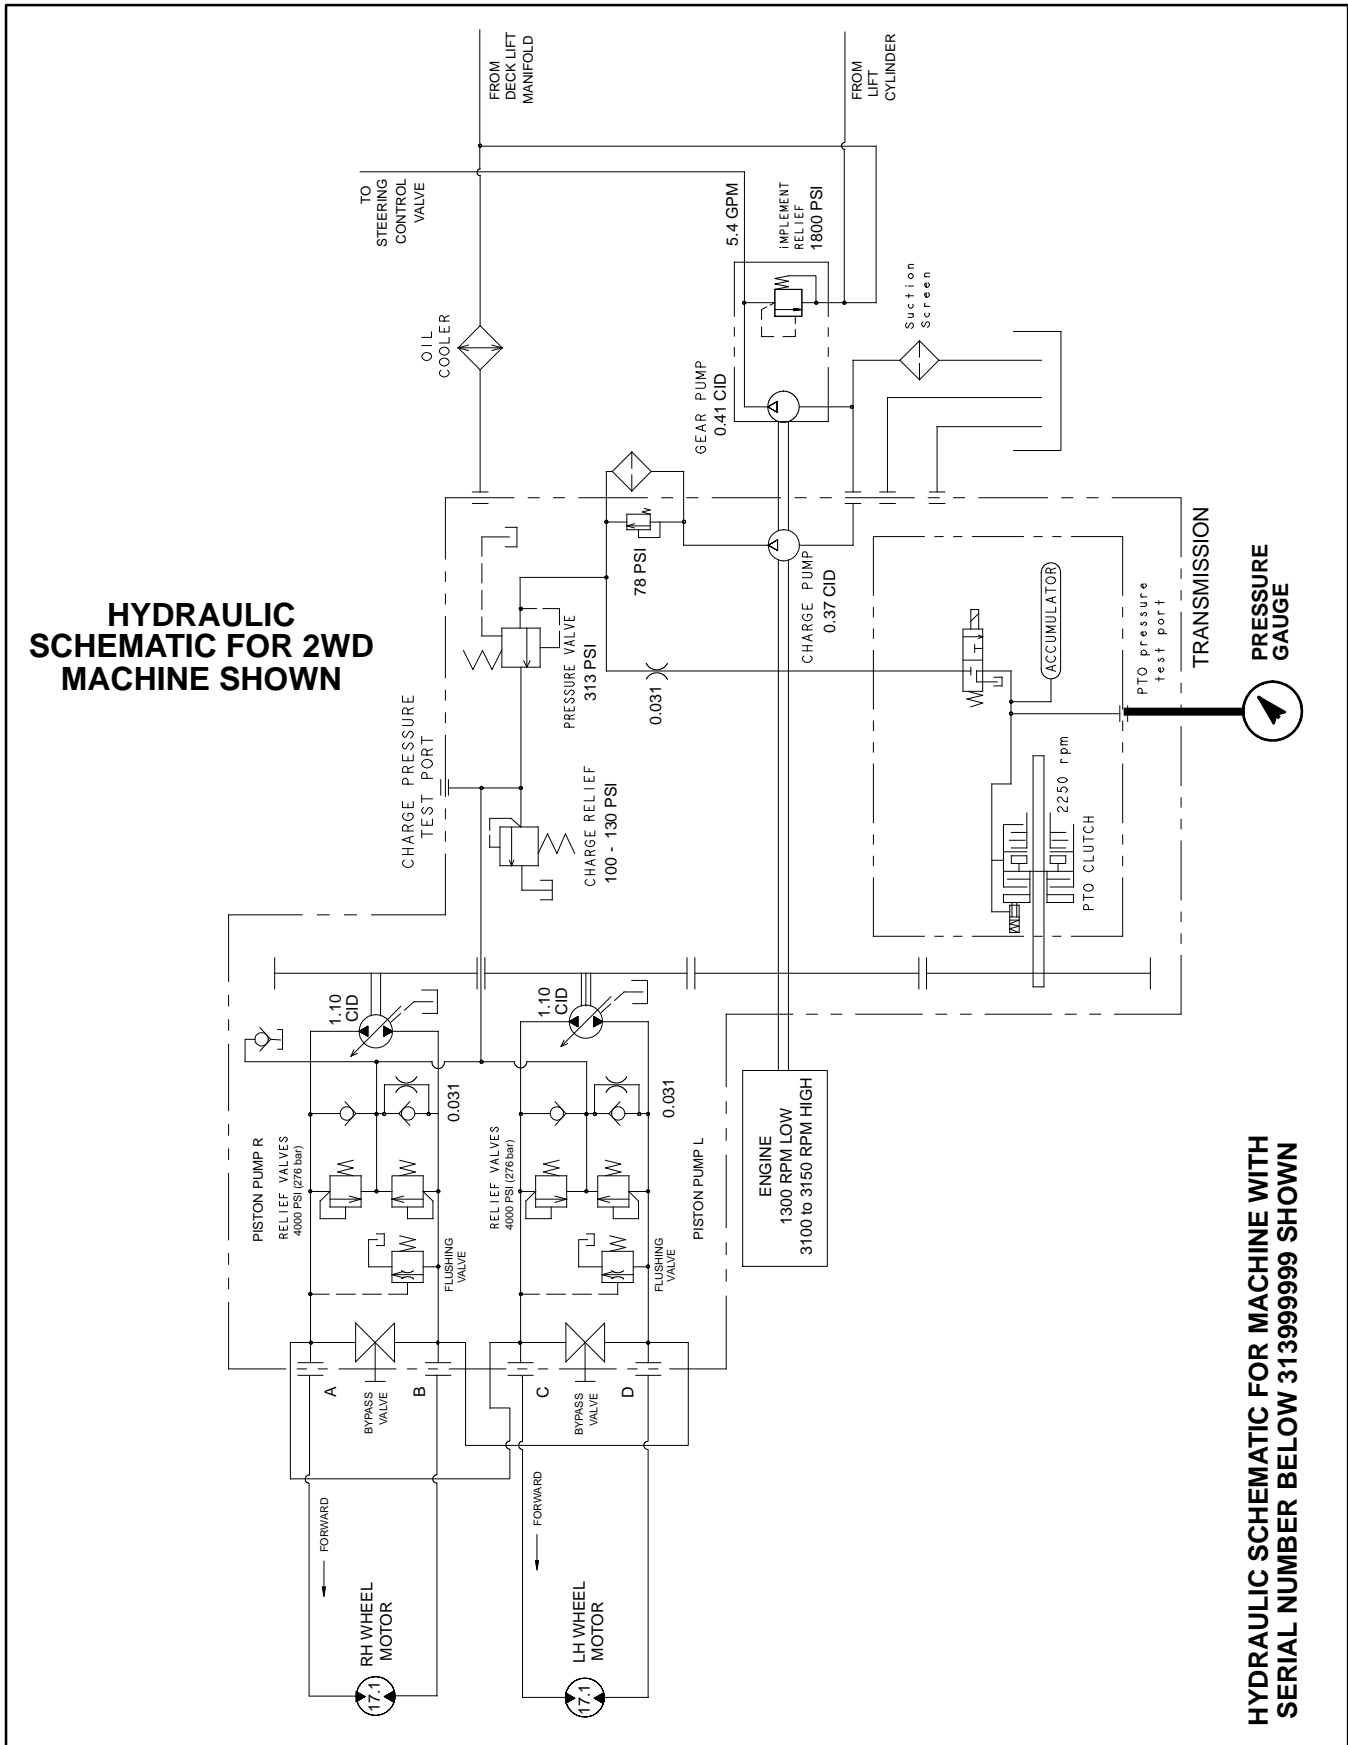 FROM
DECK LIFT
MANIFOLD
FROM
LIFT
CYLINDER
TO
STEERING
CONTROL
VALVE
5.4 GPM
iMPLEMENT
RELIEF
1800 PSI
OIL
COOLER
Suction
Screen
GEAR PUMP
0.41 CID
HYDRAULIC
SCHEMATIC FOR 2WD
MACHINE SHOWN
78 PSI
CHARGE PUMP
0.37 CID
PRESSURE VALVE
313 PSI
0.031
CHARGE PRESSURE
TEST PORT
CHARGE RELIEF
100 - 130 PSI
ACCUMULATOR
PTO pressure
test port
TRANSMISSION
PRESSURE
GAUGE
2250 rpm
PTO CLUTCH
1.10
CID
1.10
CID
0.031
0.031
PISTON PUMP R
RELIEF VALVES
4000 PSI (276 bar)
RELIEF VALVES
4000 PSI (276 bar)
PISTON PUMP L
FLUSHING
VALVE
FLUSHING
VALVE
ENGINE
1300 RPM LOW
3100 to 3150 RPM HIGH
A
BYPASS
VALVE
B
C
BYPASS
VALVE
D
FORWARD
FORWARD
RH WHEEL
MOTOR
17.1
LH WHEEL
MOTOR
17.1
HYDRAULIC SCHEMATIC FOR MACHINE WITH
SERIAL NUMBER BELOW 313999999 SHOWN